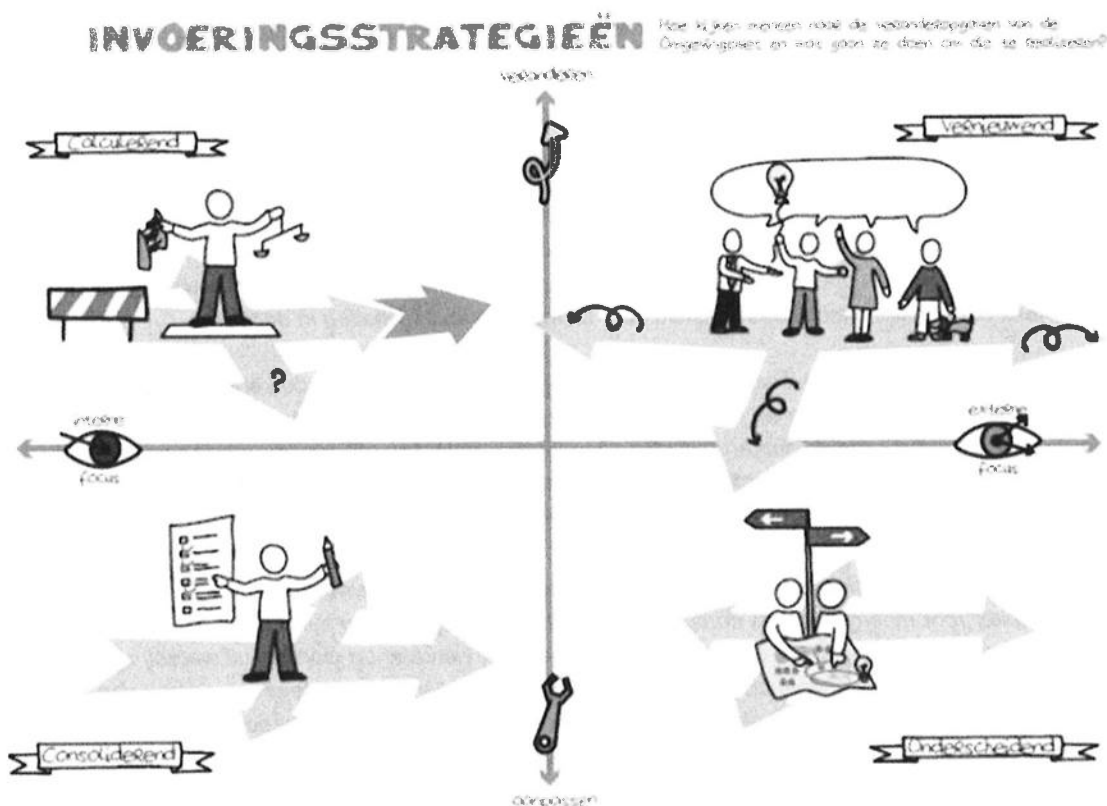 INVOERINGSSTRATEGIEËN
Hoe kijken mensen naar de veranderopgaven van de
Omgevingswet en wat gaan ze doen om die te realiseren?
veranderen
Calculerend
Vernieuwend
?
interne
focus
externe
focus
Consoliderend
Onderscheidend
aanpassen